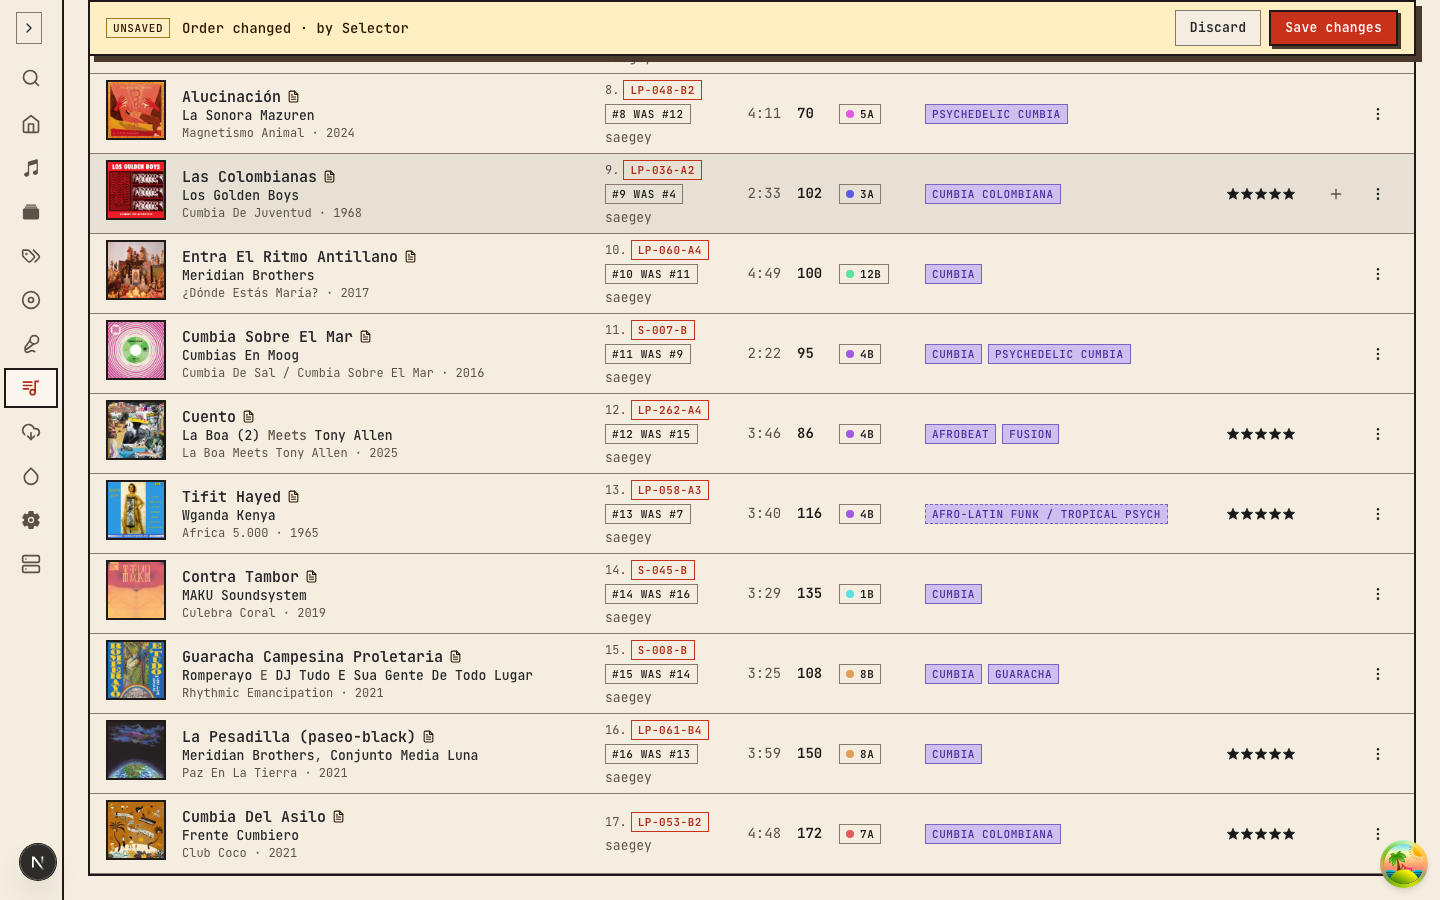 UNSAVED Order changed · by Selector Discard Save changes
Alucinación
La Sonora Mazuren
Magnetismo Animal · 2024
8. LP-048-B2
#8 WAS #12
saegey
4:11 70 5A PSYCHEDELIC CUMBIA
LOS GOLDEN BOYS
Las Colombianas
Los Golden Boys
Cumbia De Juventud · 1968
9. LP-036-A2
#9 WAS #4
saegey
2:33 102 3A CUMBIA COLOMBIANA ★★★★★ +
Entra El Ritmo Antillano
Meridian Brothers
¿Dónde Estás María? · 2017
10. LP-060-A4
#10 WAS #11
saegey
4:49 100 12B CUMBIA
Cumbia Sobre El Mar
Cumbias En Moog
Cumbia De Sal / Cumbia Sobre El Mar · 2016
11. S-007-B
#11 WAS #9
saegey
2:22 95 4B CUMBIA PSYCHEDELIC CUMBIA
Cuento
La Boa (2) Meets Tony Allen
La Boa Meets Tony Allen · 2025
12. LP-262-A4
#12 WAS #15
saegey
3:46 86 4B AFROBEAT FUSION ★★★★★
Tifit Hayed
Wganda Kenya
Africa 5.000 · 1965
13. LP-058-A3
#13 WAS #7
saegey
3:40 116 4B AFRO-LATIN FUNK / TROPICAL PSYCH ★★★★★
Contra Tambor
MAKU Soundsystem
Culebra Coral · 2019
14. S-045-B
#14 WAS #16
saegey
3:29 135 1B CUMBIA
Guaracha Campesina Proletaria
Romperayo E DJ Tudo E Sua Gente De Todo Lugar
Rhythmic Emancipation · 2021
15. S-008-B
#15 WAS #14
saegey
3:25 108 8B CUMBIA GUARACHA
La Pesadilla (paseo-black)
Meridian Brothers, Conjunto Media Luna
Paz En La Tierra · 2021
16. LP-061-B4
#16 WAS #13
saegey
3:59 150 8A CUMBIA ★★★★★
Cumbia Del Asilo
Frente Cumbiero
Club Coco · 2021
17. LP-053-B2
saegey
4:48 172 7A CUMBIA COLOMBIANA ★★★★★
N